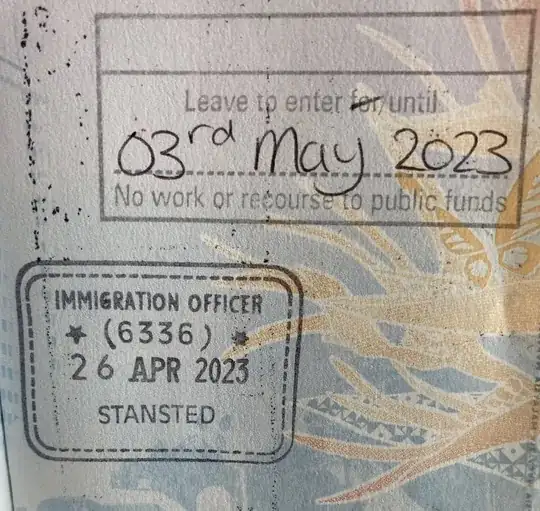 Leave to enter for/until
03rd May 2023
No work or recourse to public funds
IMMIGRATION OFFICER
* (6336) *
26 APR 2023
STANSTED